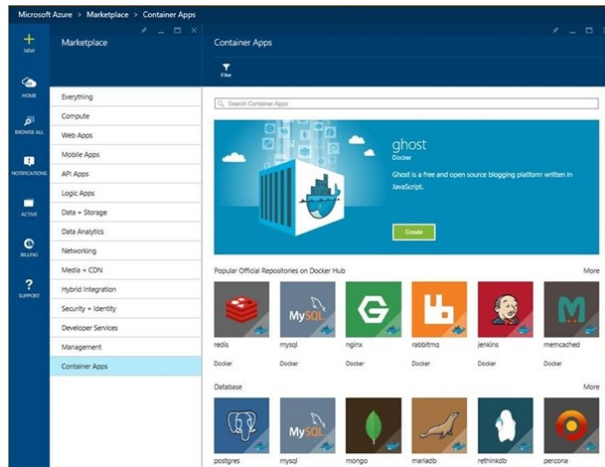 Microsoft Azure > Marketplace > Container Apps
NEW
HOME
BROWSE ALL
NOTIFICATIONS
ACTIVE
BILLING
SUPPORT
Marketplace
Everything
Compute
Web Apps
Mobile Apps
API Apps
Logic Apps
Data + Storage
Data Analytics
Networking
Media + CDN
Hybrid Integration
Security + Identity
Developer Services
Management
Container Apps
Container Apps
Filter
Search Container Apps
ghost
Docker
Ghost is a free and open source blogging platform written in
JavaScript.
Create
Popular Official Repositories on Docker Hub More
MySQL G M
redis mysql nginx rabbitmq jenkins memcached
Docker Docker Docker Docker Docker Docker
Database More
MySQL
postgres mysql mongo mariadb rethinkdb percona